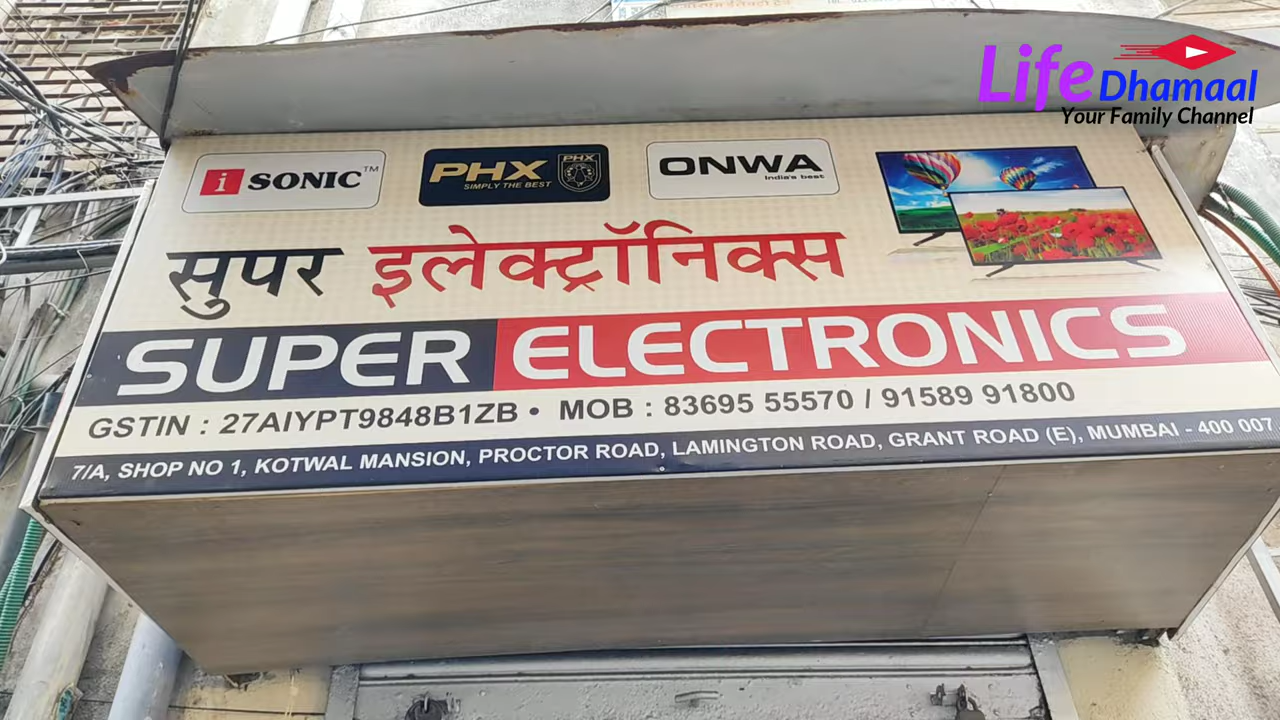 Life Dhamaal
Your Family Channel
i SONIC™
PHX
SIMPLY THE BEST
PHX
ONWA
India's best
सुपर इलेक्ट्रॉनिक्स
SUPER ELECTRONICS
GSTIN : 27AIYPT9848B1ZB • MOB : 83695 55570 / 91589 91800
7/A, SHOP NO 1, KOTWAL MANSION, PROCTOR ROAD, LAMINGTON ROAD, GRANT ROAD (E), MUMBAI - 400 007